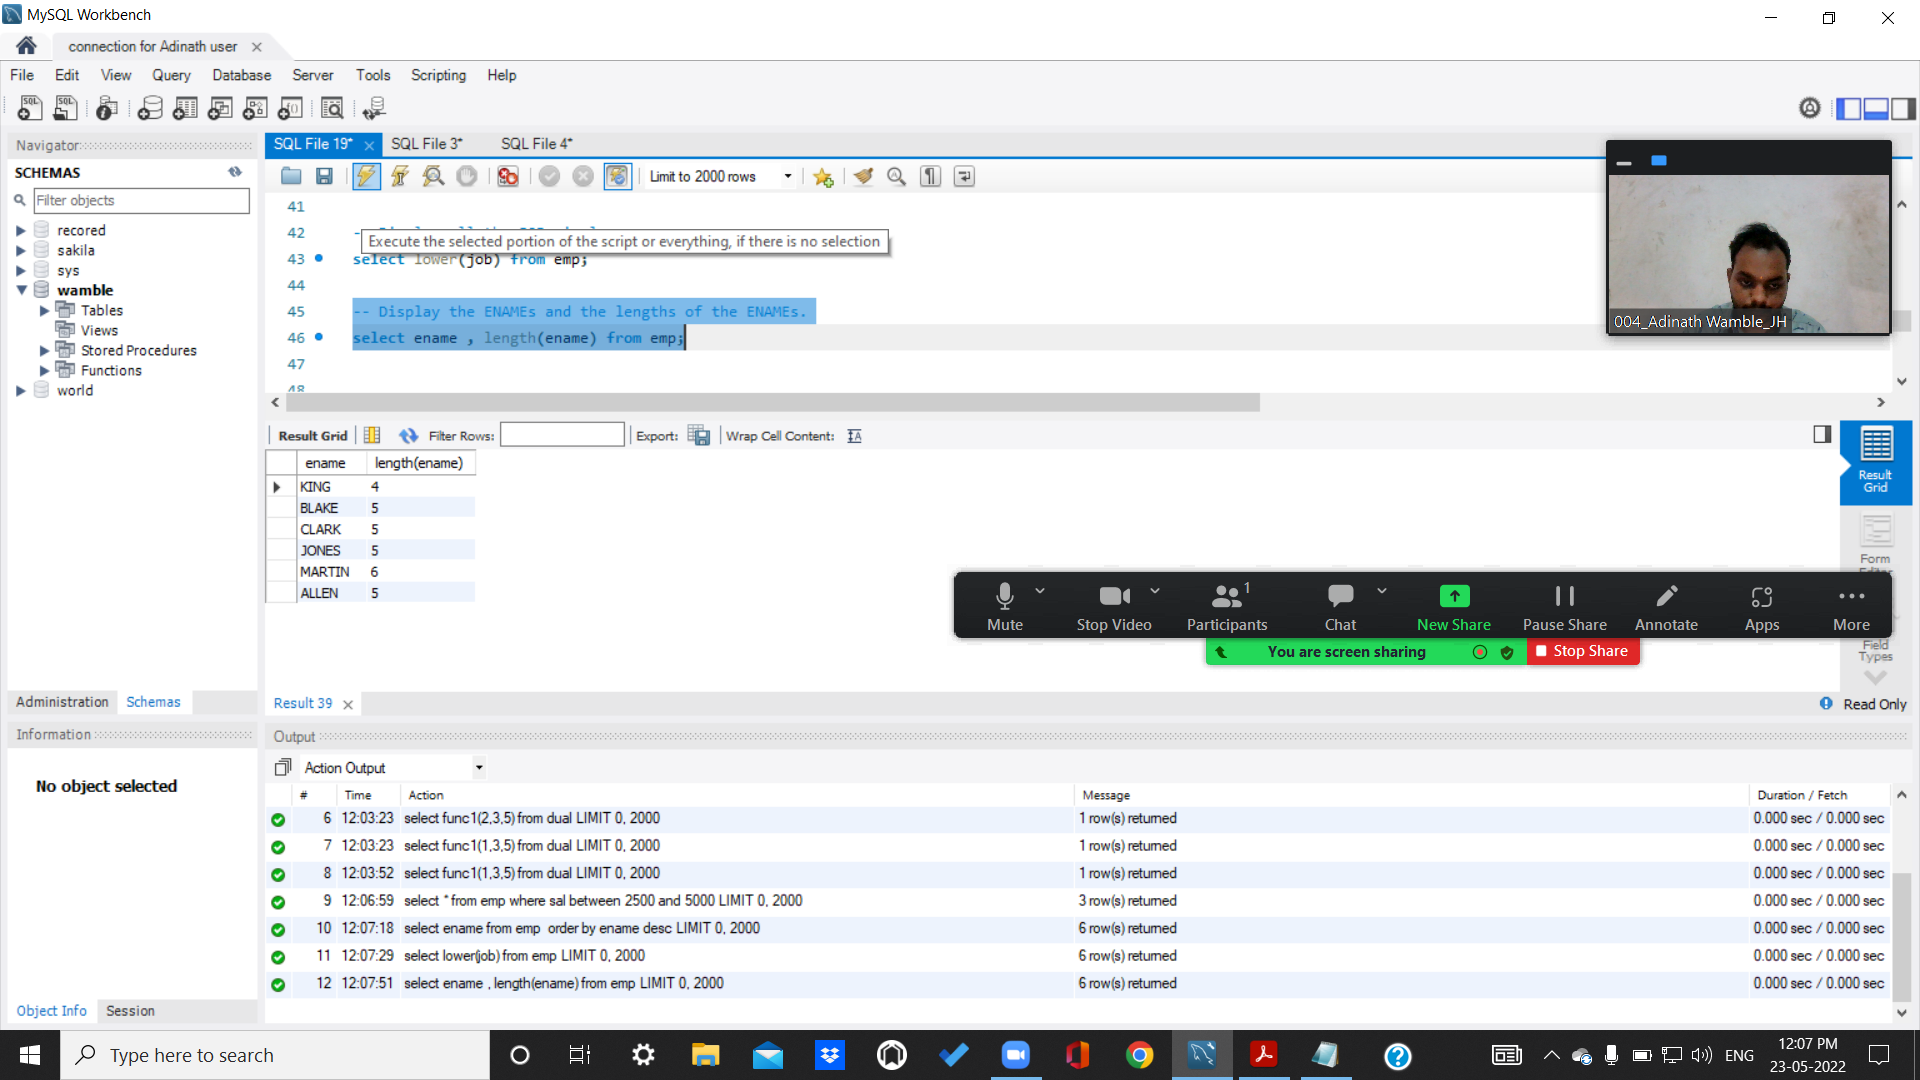 MySQL Workbench
connection for Adinath user
File Edit View Query Database Server Tools Scripting Help
Navigator
SCHEMAS
Filter objects
recored
sakila
sys
wamble
Tables
Views
Stored Procedures
Functions
world
Administration Schemas
Information
No object selected
Object Info Session
SQL File 19* SQL File 3* SQL File 4*
Limit to 2000 rows
41
42
Execute the selected portion of the script or everything, if there is no selection
43 select lower(job) from emp;
44
45 -- Display the ENAMEs and the lengths of the ENAMEs.
46 select ename , length(ename) from emp;
47
48
004_Adinath Wamble_JH
Result Grid Filter Rows: Export: Wrap Cell Content:
ename length(ename)
KING 4
BLAKE 5
CLARK 5
JONES 5
MARTIN 6
ALLEN 5
Result Grid
Form
Field Types
Mute Stop Video Participants 1 Chat New Share Pause Share Annotate Apps More
You are screen sharing Stop Share
Result 39
Read Only
Output
Action Output
# Time Action Message Duration / Fetch
6 12:03:23 select func1(2,3,5) from dual LIMIT 0, 2000 1 row(s) returned 0.000 sec / 0.000 sec
7 12:03:23 select func1(1,3,5) from dual LIMIT 0, 2000 1 row(s) returned 0.000 sec / 0.000 sec
8 12:03:52 select func1(1,3,5) from dual LIMIT 0, 2000 1 row(s) returned 0.000 sec / 0.000 sec
9 12:06:59 select * from emp where sal between 2500 and 5000 LIMIT 0, 2000 3 row(s) returned 0.000 sec / 0.000 sec
10 12:07:18 select ename from emp order by ename desc LIMIT 0, 2000 6 row(s) returned 0.000 sec / 0.000 sec
11 12:07:29 select lower(job) from emp LIMIT 0, 2000 6 row(s) returned 0.000 sec / 0.000 sec
12 12:07:51 select ename , length(ename) from emp LIMIT 0, 2000 6 row(s) returned 0.000 sec / 0.000 sec
Type here to search
ENG
12:07 PM
23-05-2022